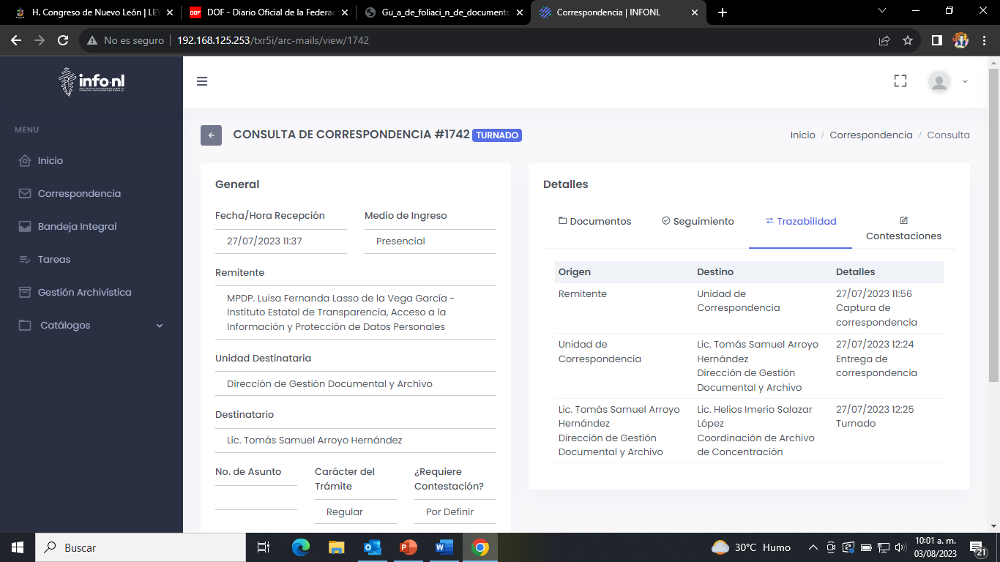 H. Congreso de Nuevo León | LEY
DOF - Diario Oficial de la Federac
Gu_a_de_foliaci_n_de_documento
Correspondencia | INFONL
No es seguro
192.168.125.253/txr5i/arc-mails/view/1742
info·nl
MENU
Inicio
Correspondencia
Bandeja Integral
Tareas
Gestión Archivística
Catálogos
CONSULTA DE CORRESPONDENCIA #1742 TURNADO
Inicio / Correspondencia / Consulta
General
Fecha/Hora Recepción
27/07/2023 11:37
Medio de Ingreso
Presencial
Remitente
MPDP. Luisa Fernanda Lasso de la Vega García -
Instituto Estatal de Transparencia, Acceso a la
Información y Protección de Datos Personales
Unidad Destinataria
Dirección de Gestión Documental y Archivo
Destinatario
Lic. Tomás Samuel Arroyo Hernández
No. de Asunto
Carácter del
Trámite
Regular
¿Requiere
Contestación?
Por Definir
Detalles
Documentos
Seguimiento
Trazabilidad
Contestaciones
Origen
Destino
Detalles
Remitente
Unidad de
Correspondencia
27/07/2023 11:56
Captura de
correspondencia
Unidad de
Correspondencia
Lic. Tomás Samuel Arroyo
Hernández
Dirección de Gestión
Documental y Archivo
27/07/2023 12:24
Entrega de
correspondencia
Lic. Tomás Samuel Arroyo
Hernández
Dirección de Gestión
Documental y Archivo
Lic. Helios Imerio Salazar
López
Coordinación de Archivo
de Concentración
27/07/2023 12:25
Turnado
Buscar
30°C Humo
10:01 a. m.
03/08/2023
21